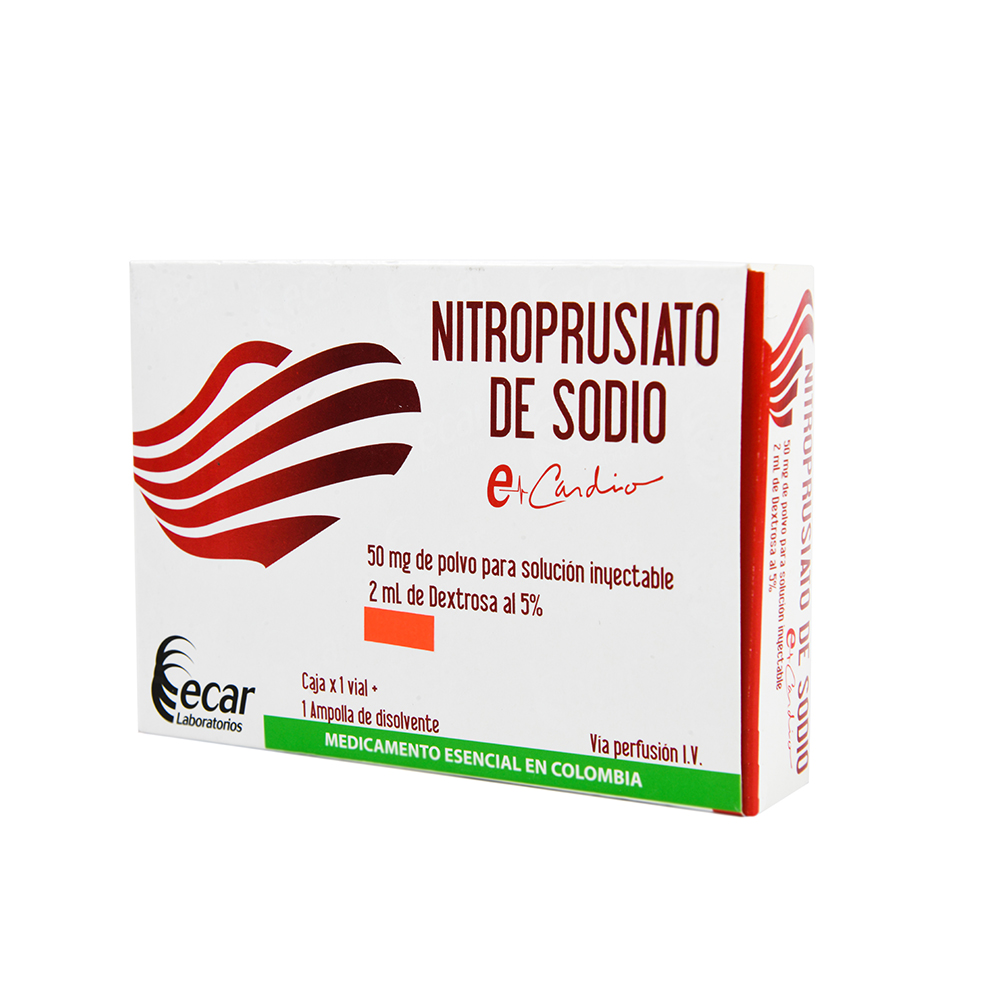 NITROPRUSIATO
DE SODIO
e+Cardio
50 mg de polvo para solución inyectable
2 mL de Dextrosa al 5%
Caja x 1 vial +
1 Ampolla de disolvente
Vía perfusión I.V.
ecar
Laboratorios
MEDICAMENTO ESENCIAL EN COLOMBIA
NITROPRUSIATO DE SODIO
50 mg de polvo para solución inyectable
2 ml de Dextrosa al 5%
e+Cardio